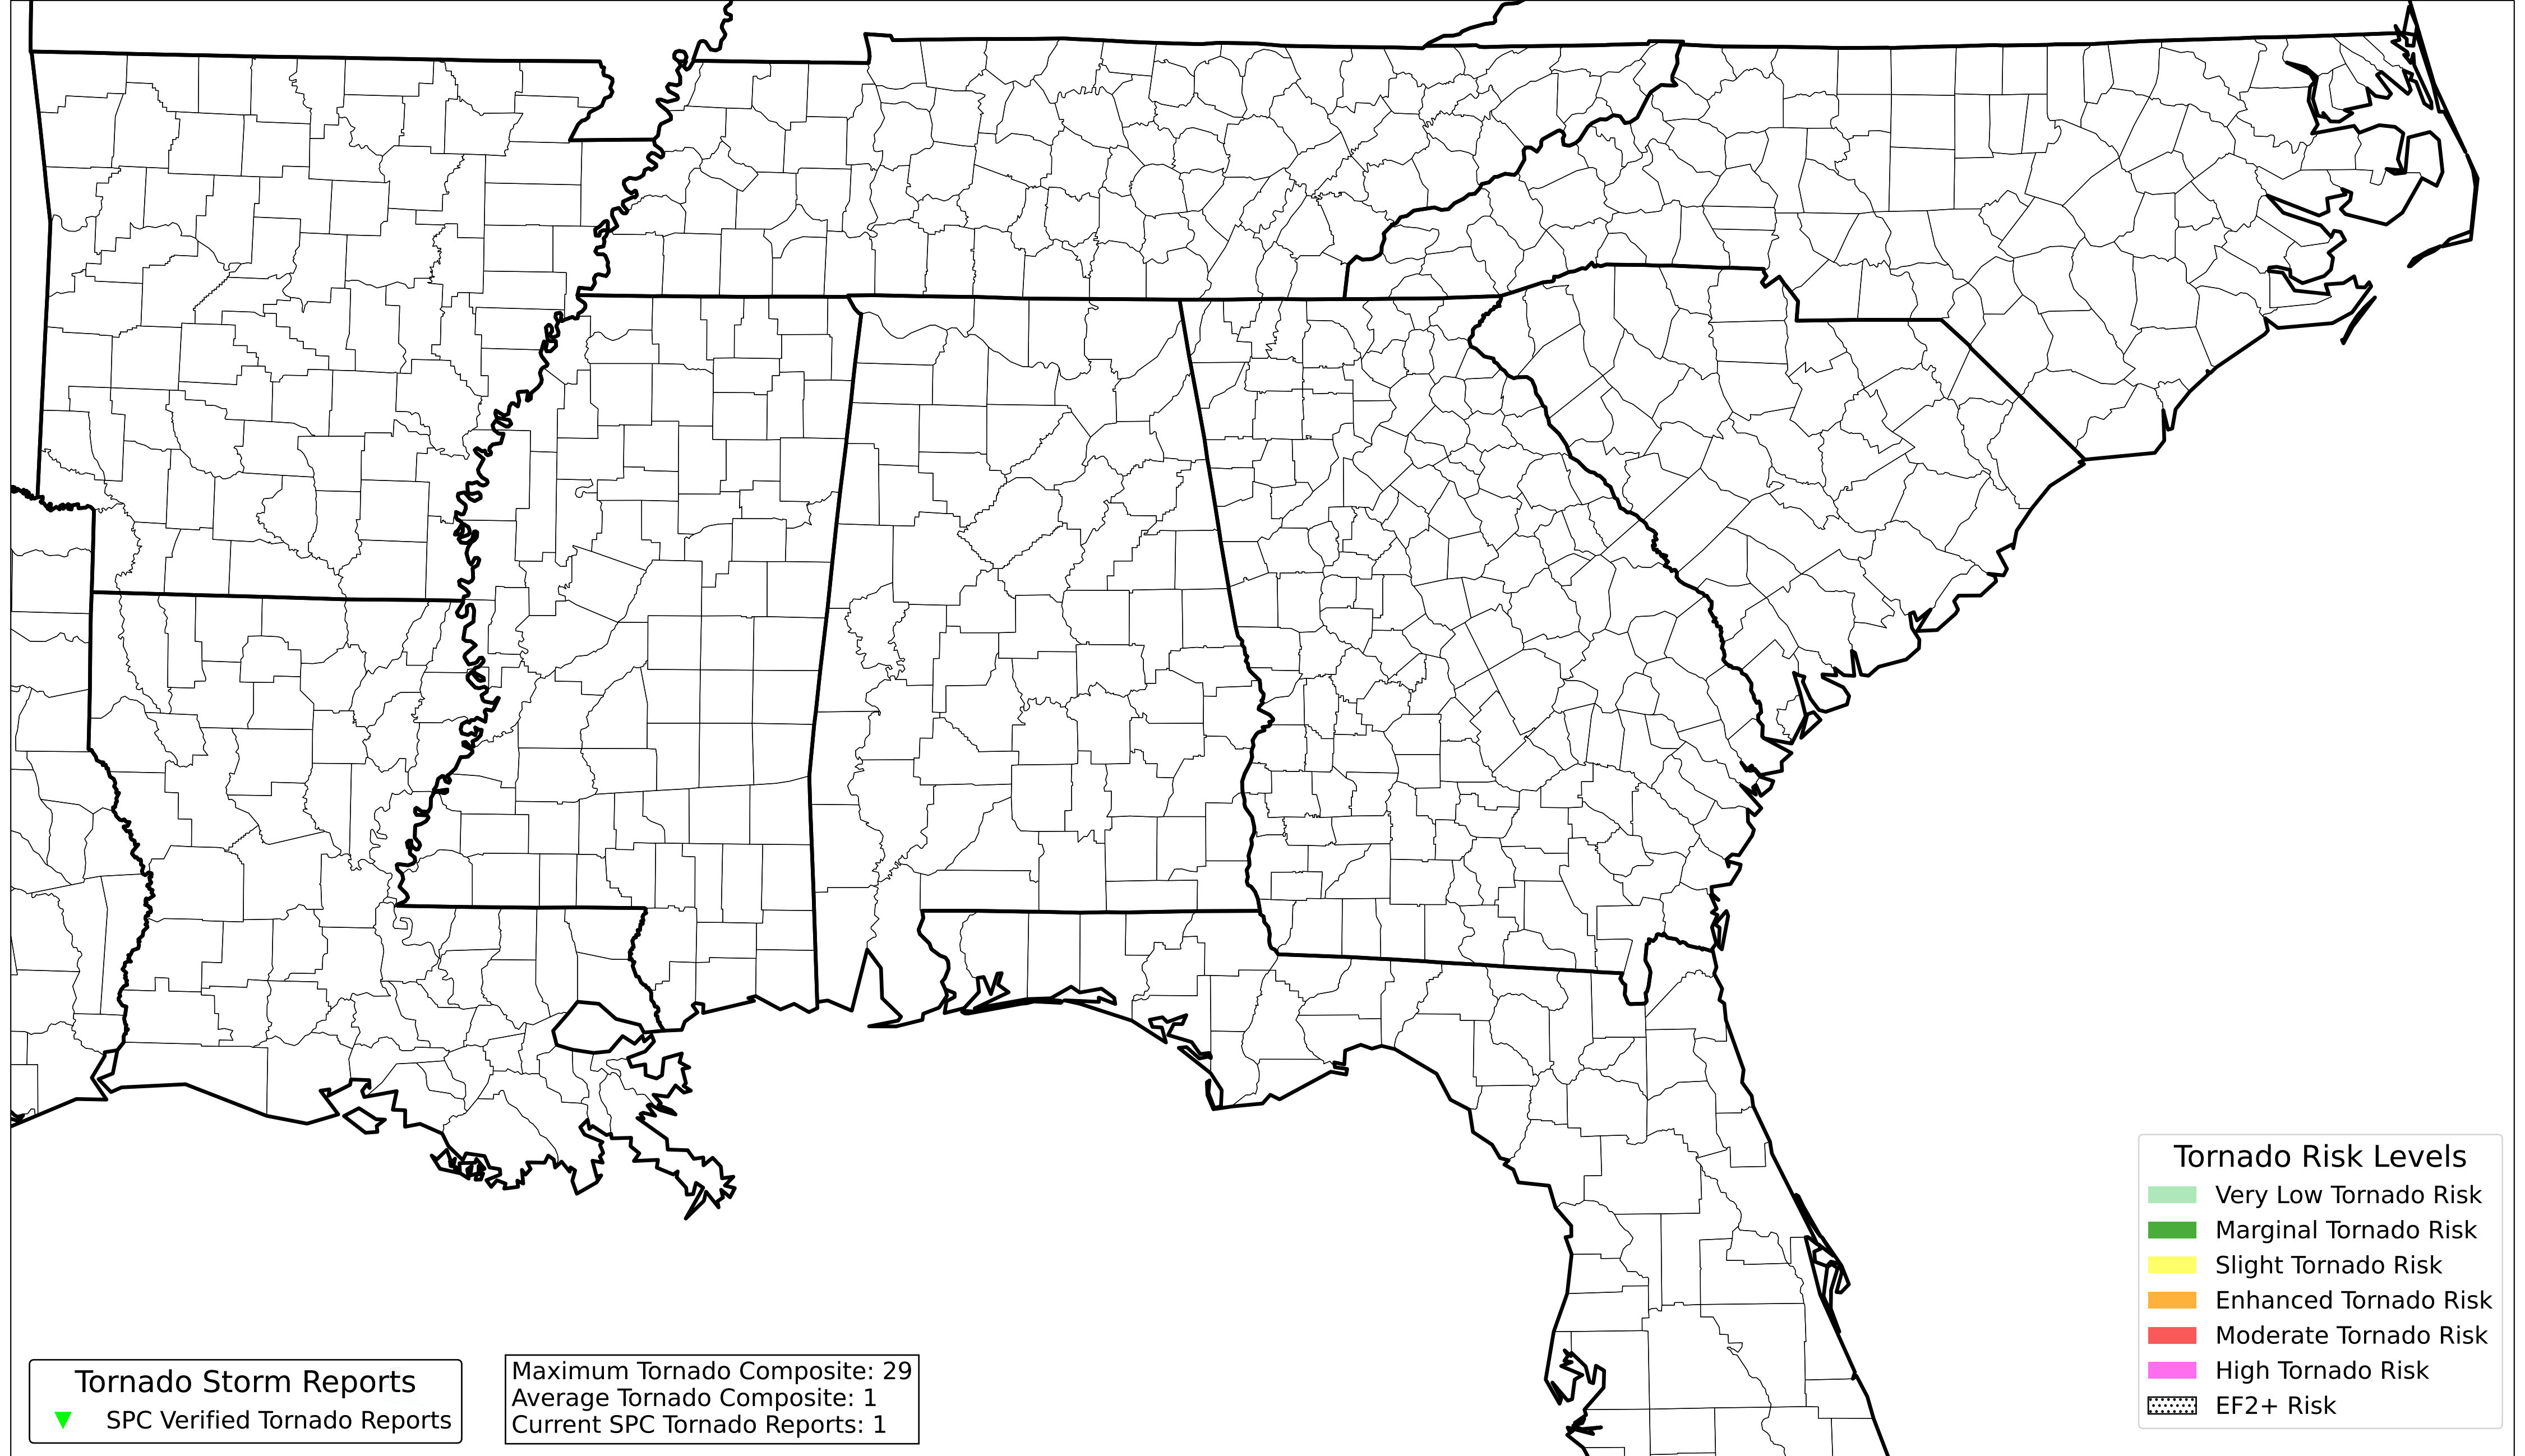 Tornado Storm Reports
SPC Verified Tornado Reports
Maximum Tornado Composite: 29
Average Tornado Composite: 1
Current SPC Tornado Reports: 1
Tornado Risk Levels
Very Low Tornado Risk
Marginal Tornado Risk
Slight Tornado Risk
Enhanced Tornado Risk
Moderate Tornado Risk
High Tornado Risk
EF2+ Risk